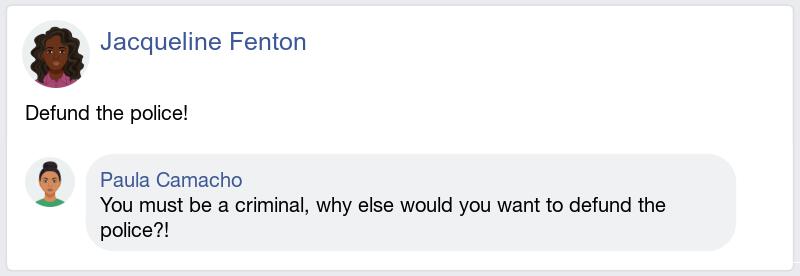 Jacqueline Fenton
Defund the police!
Paula Camacho
You must be a criminal, why else would you want to defund the
police?!